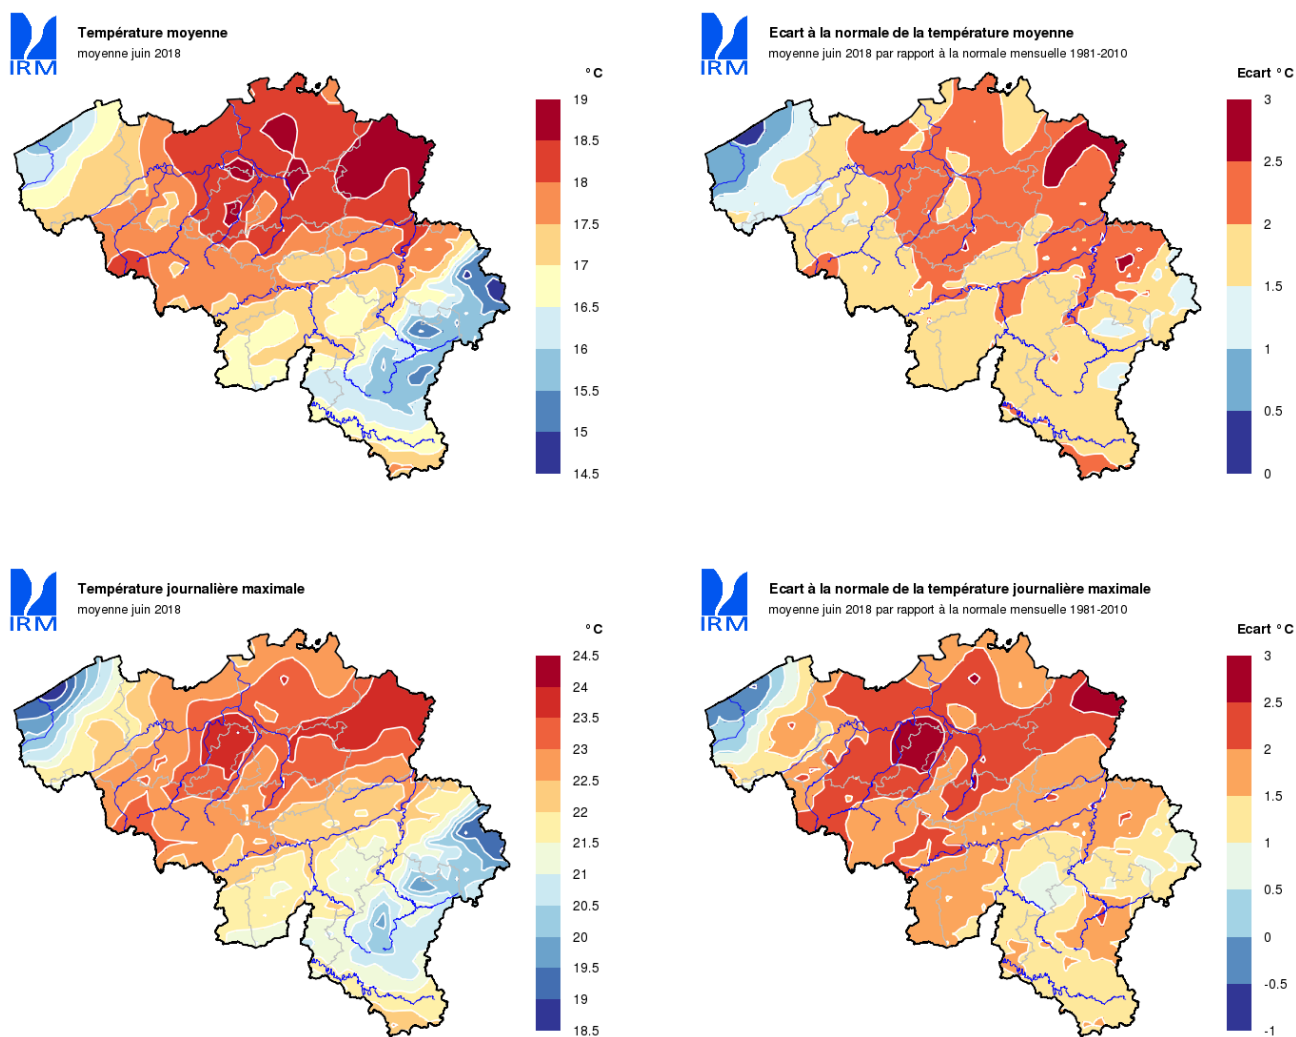 IRM
Température moyenne
moyenne juin 2018
°C
19
18.5
18
17.5
17
16.5
16
15.5
15
14.5
IRM
Ecart à la normale de la température moyenne
moyenne juin 2018 par rapport à la normale mensuelle 1981-2010
Ecart °C
3
2.5
2
1.5
1
0.5
0
IRM
Température journalière maximale
moyenne juin 2018
°C
24.5
24
23.5
23
22.5
22
21.5
21
20.5
20
19.5
19
18.5
IRM
Ecart à la normale de la température journalière maximale
moyenne juin 2018 par rapport à la normale mensuelle 1981-2010
Ecart °C
3
2.5
2
1.5
1
0.5
0
-0.5
-1